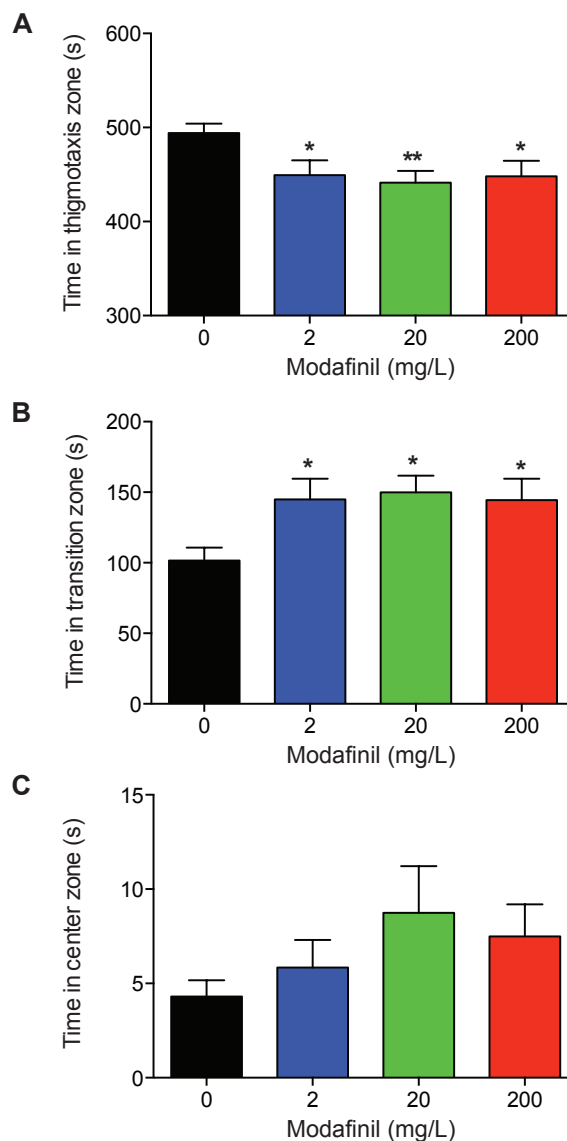 A
Time in thigmotaxis zone (s)
600
500
400
300
*
**
*
0 2 20 200
Modafinil (mg/L)
B
Time in transition zone (s)
200
150
100
50
0
*
*
*
0 2 20 200
Modafinil (mg/L)
C
Time in center zone (s)
15
10
5
0
0 2 20 200
Modafinil (mg/L)